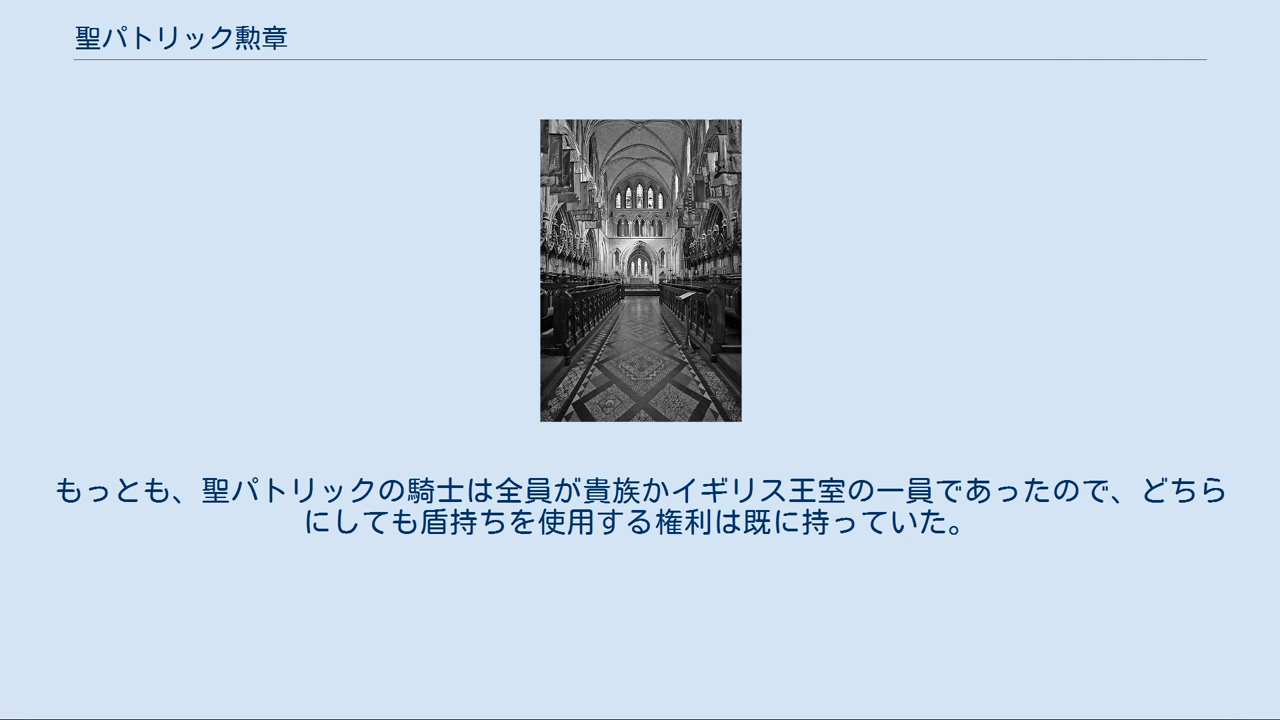 聖パトリック勲章
もっとも、聖パトリックの騎士は全員が貴族かイギリス王室の一員であったので、どちら
にしても盾持ちを使用する権利は既に持っていた。